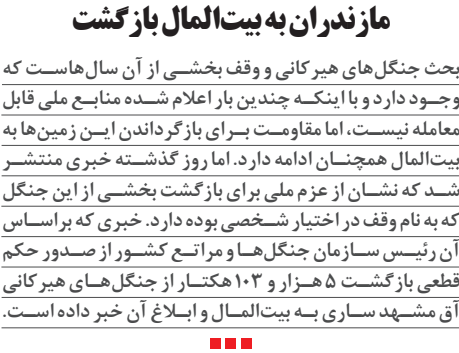 مازندران به بیت‌المال بازگشت
بحث جنگل‌های هیرکانی و وقف بخشی از آن سال‌هاست که
وجود دارد و با اینکه چندین بار اعلام شده منابع ملی قابل
معامله نیست، اما مقاومت برای بازگرداندن این زمین‌ها به
بیت‌المال همچنان ادامه دارد. اما روز گذشته خبری منتشر
شد که نشان از عزم ملی برای بازگشت بخشی از این جنگل
که به نام وقف در اختیار شخصی بوده دارد. خبری که براساس
آن رئیس سازمان جنگل‌ها و مراتع کشور از صدور حکم
قطعی بازگشت ۵ هزار و ۱۰۳ هکتار از جنگل‌های هیرکانی
آق مشهد ساری به بیت‌المال و ابلاغ آن خبر داده است.